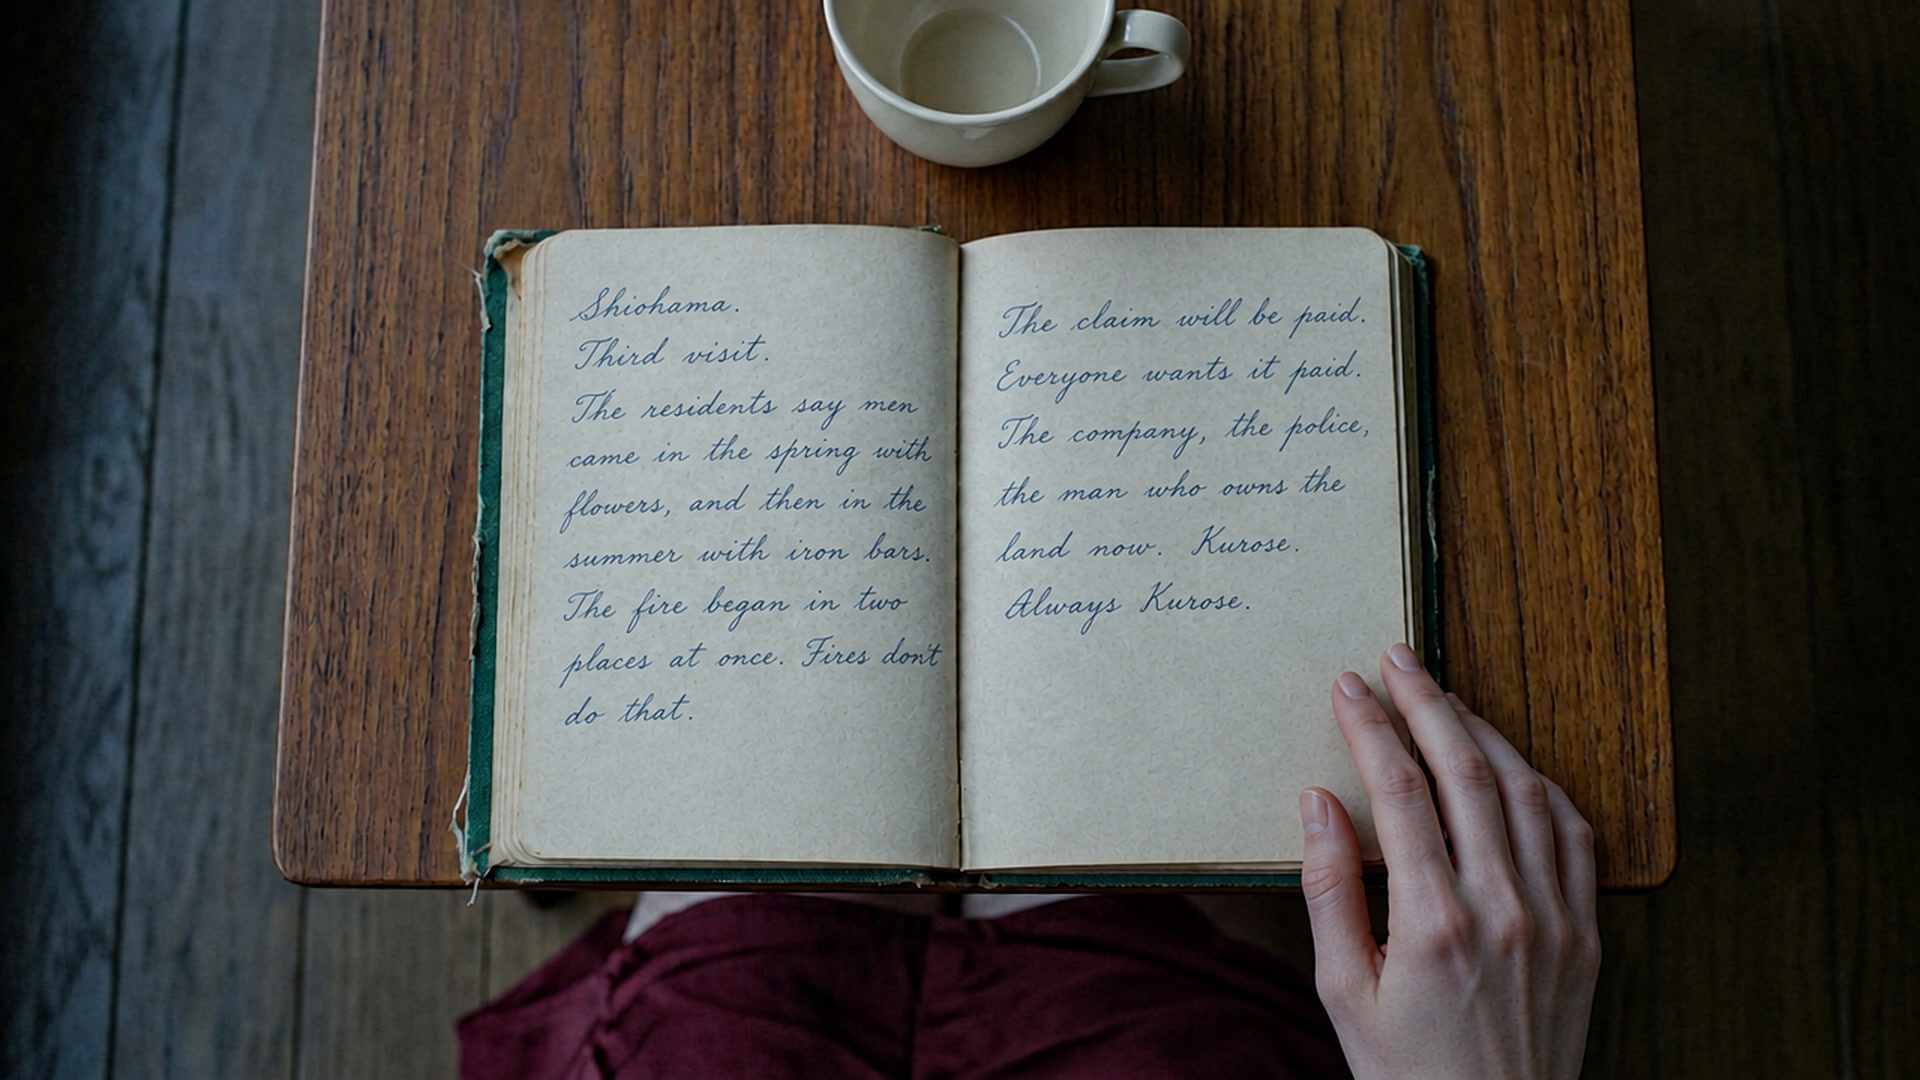 Shiohama.
Third visit.
The residents say men
came in the spring with
flowers, and then in the
summer with iron bars.
The fire began in two
places at once. Fires don't
do that.
The claim will be paid.
Everyone wants it paid.
The company, the police,
the man who owns the
land now. Kurose.
Always Kurose.